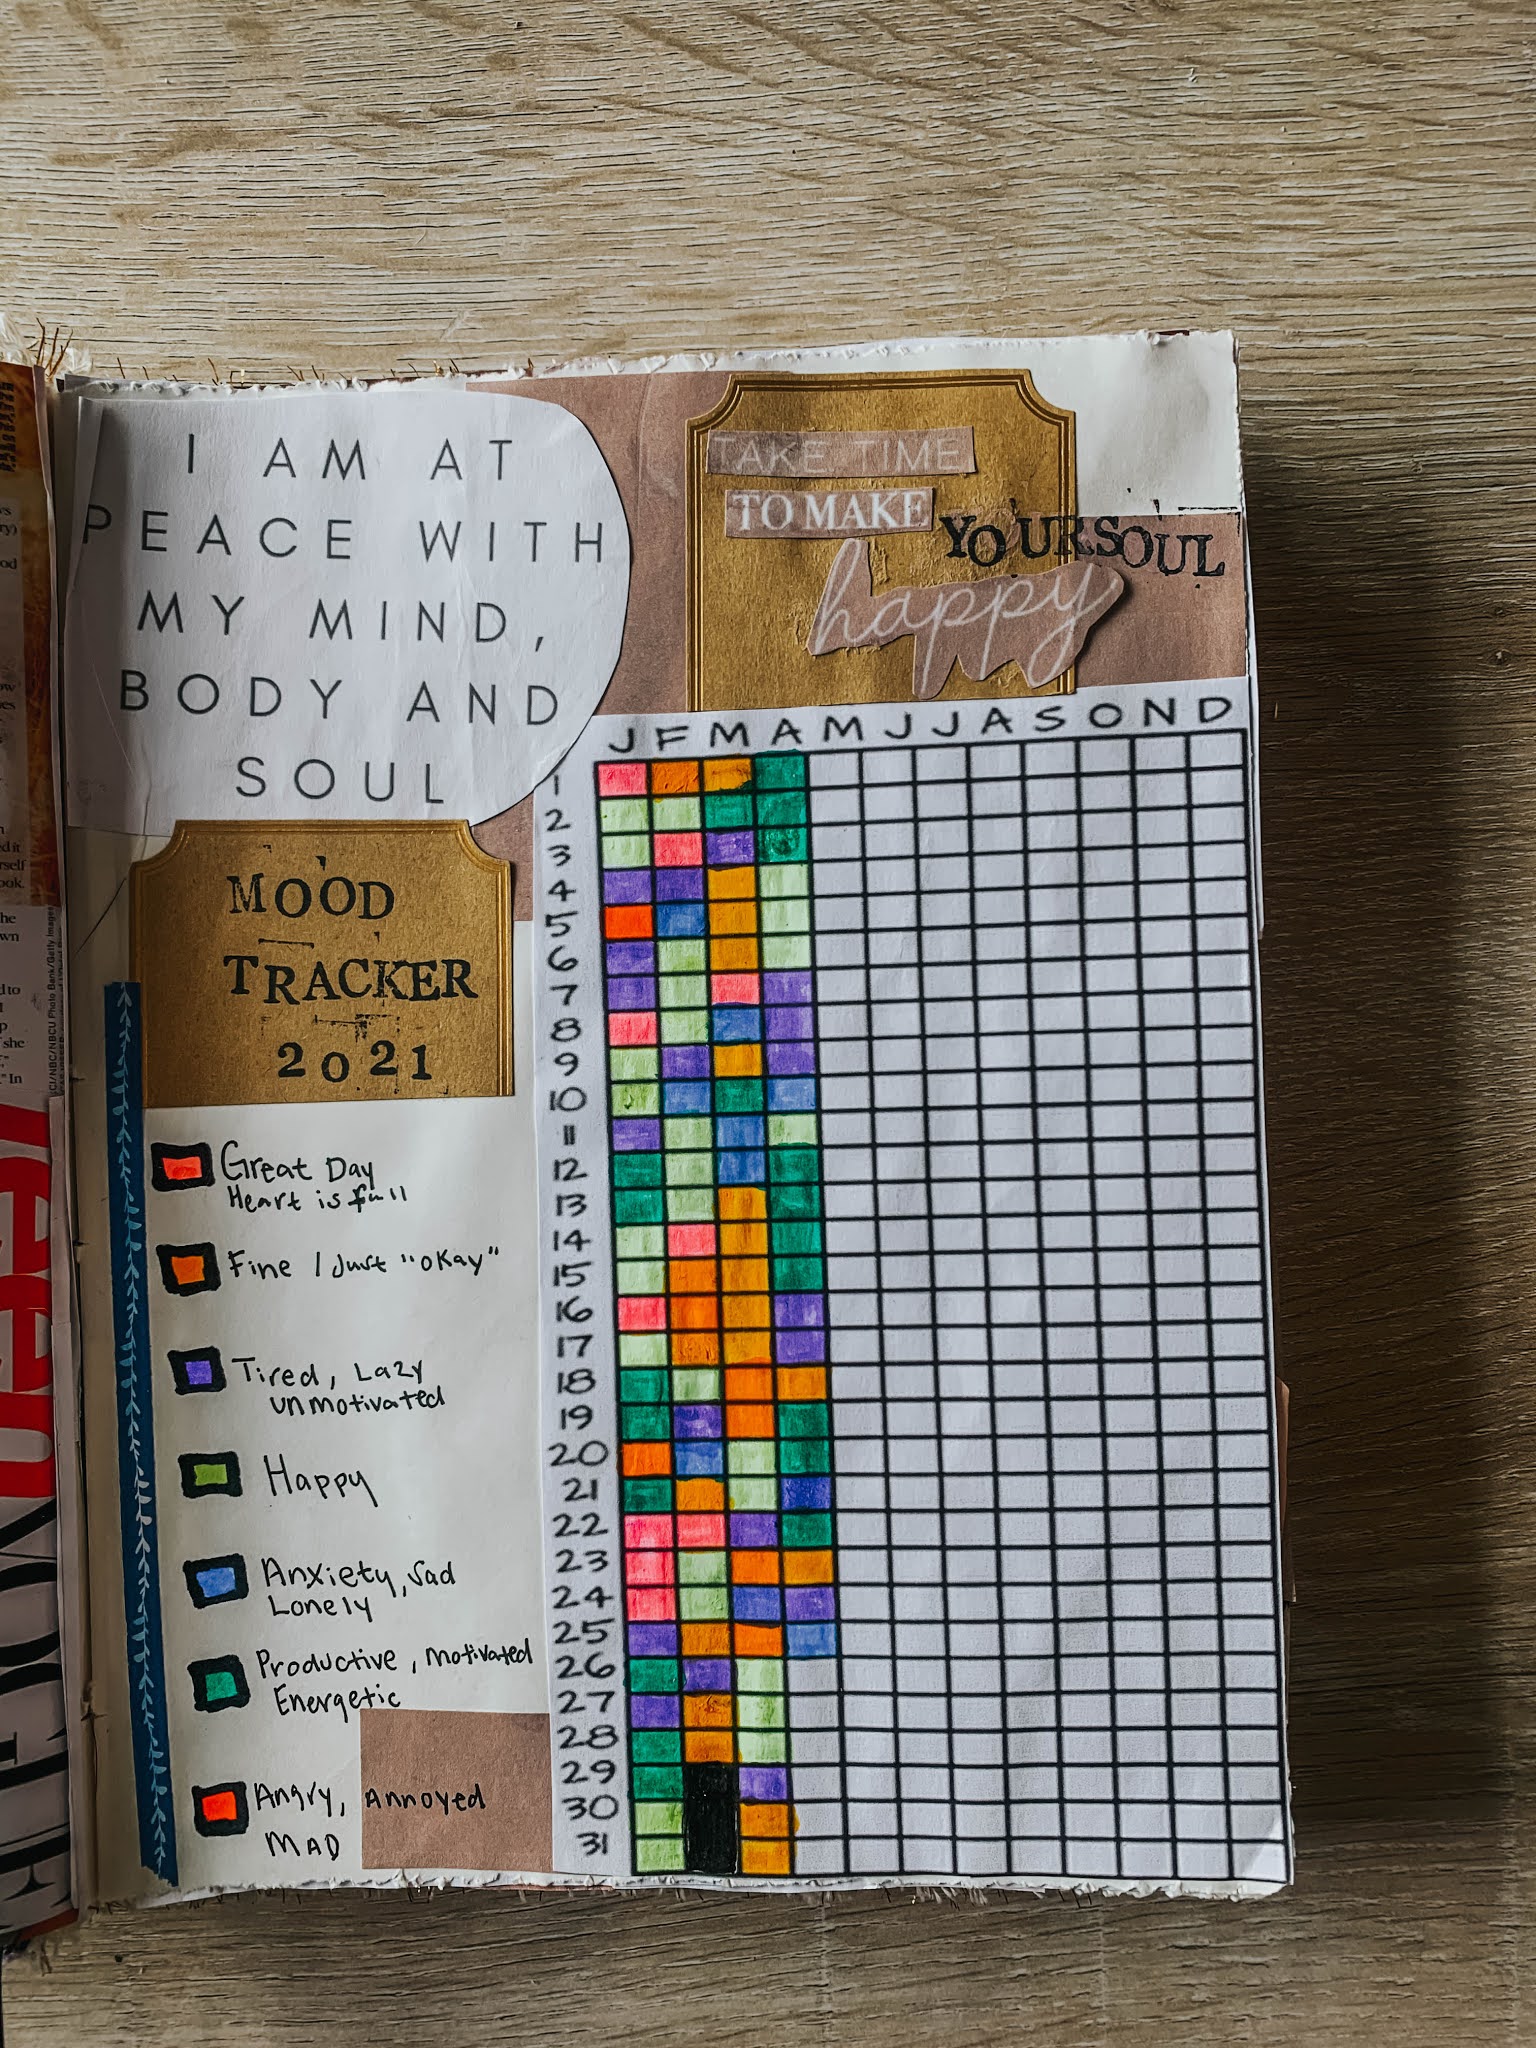 I AM AT
PEACE WITH
MY MIND,
BODY AND
SOUL
TAKE TIME
TO MAKE
YOUR SOUL
happy
MOOD
TRACKER
2021
Great Day
Heart is full
Fine / Just "okay"
Tired, Lazy
unmotivated
Happy
Anxiety, Sad
Lonely
Productive, motivated
Energetic
Angry, Annoyed
MAD
J F M A M J J A S O N D
1
2
3
4
5
6
7
8
9
10
11
12
13
14
15
16
17
18
19
20
21
22
23
24
25
26
27
28
29
30
31